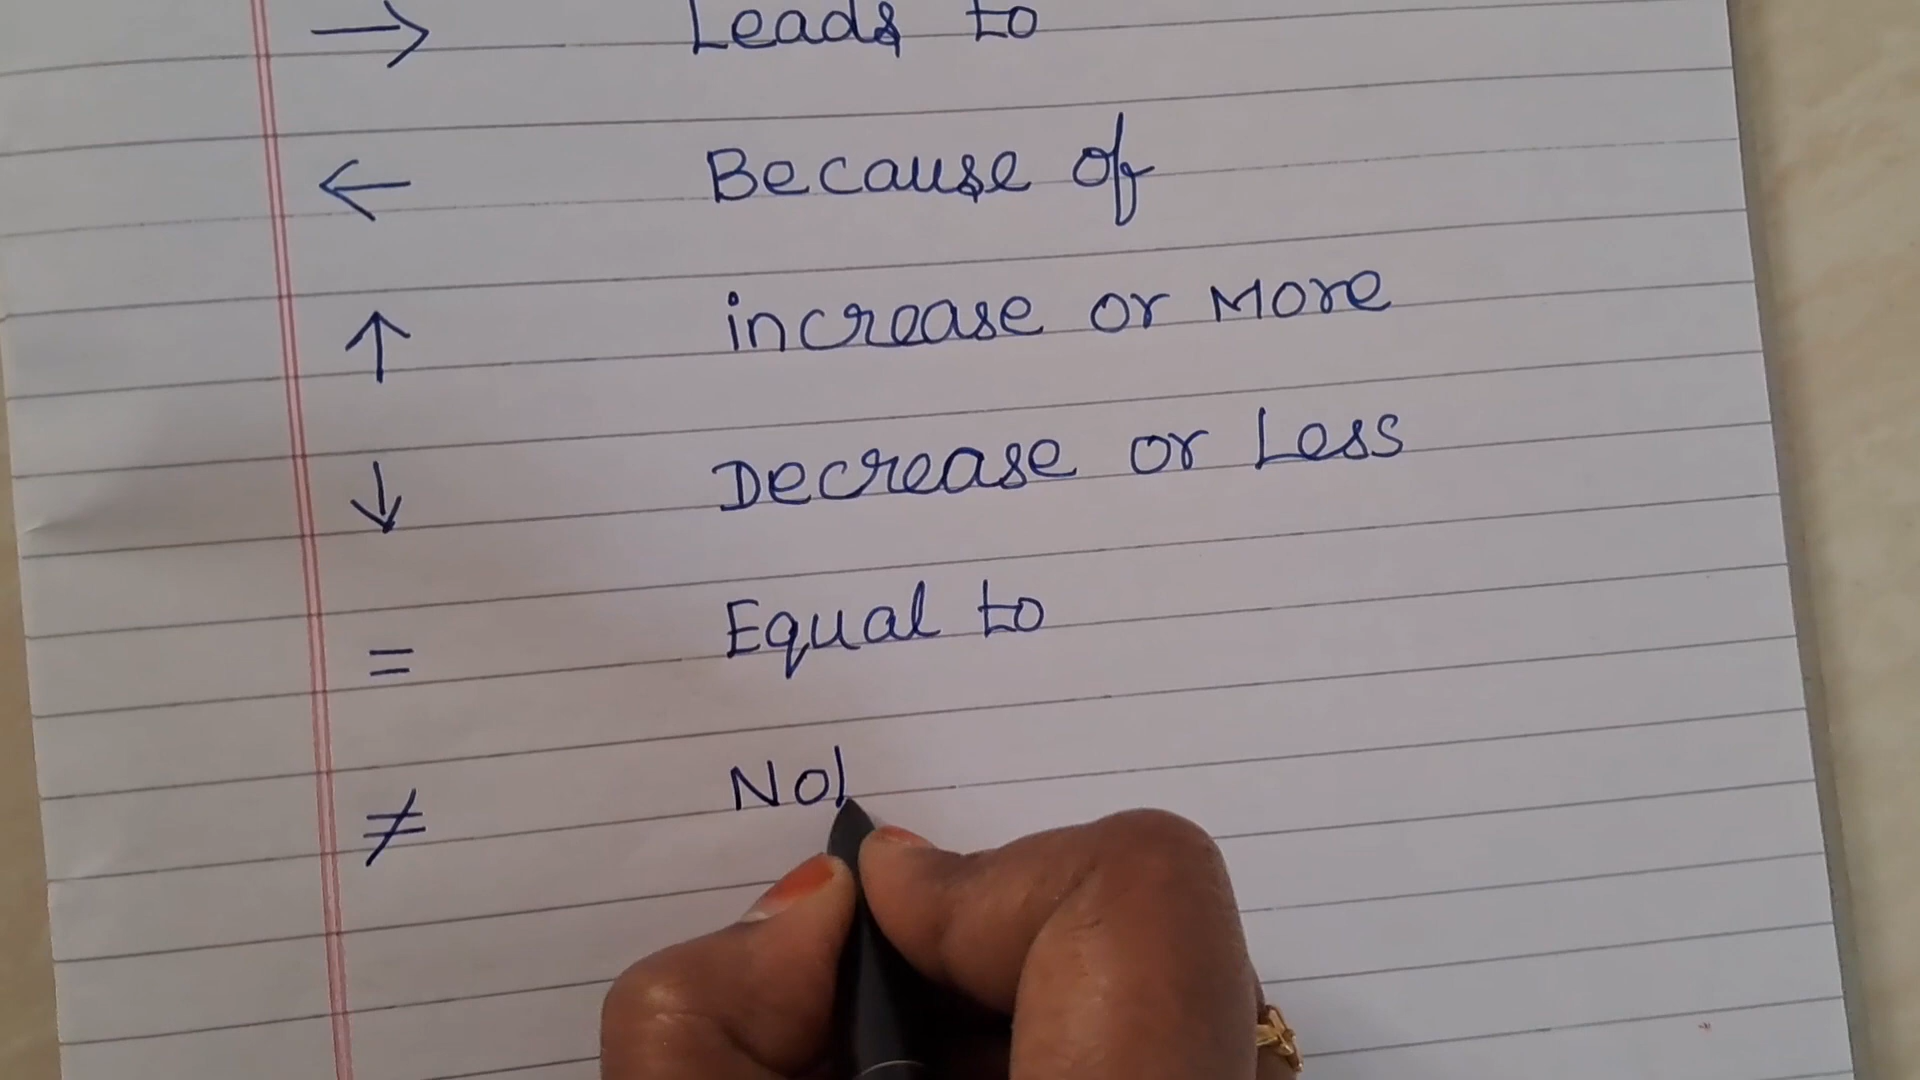 → Leads to
← Because of
↑ increase or More
↓ Decrease or Less
= Equal to
≠ No